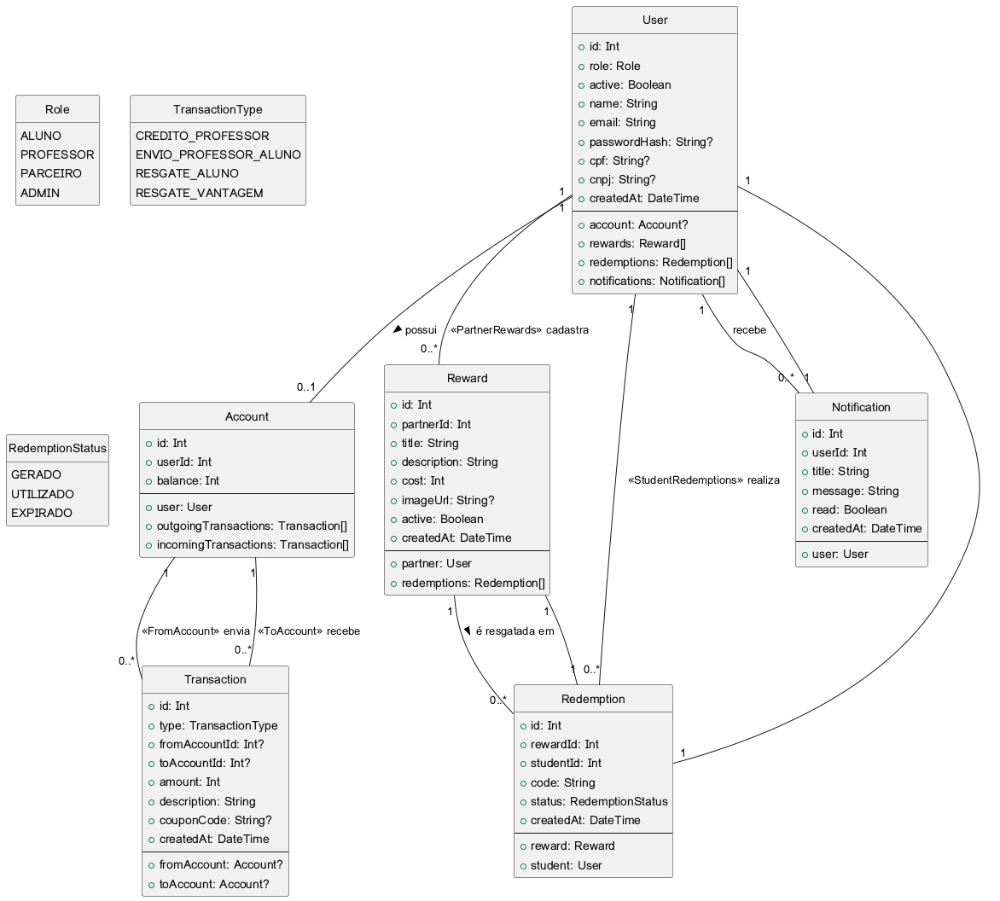 User
+ id: Int
+ role: Role
+ active: Boolean
+ name: String
+ email: String
+ passwordHash: String?
+ cpf: String?
+ cnpj: String?
+ createdAt: DateTime
+ account: Account?
+ rewards: Reward[]
+ redemptions: Redemption[]
+ notifications: Notification[]
Role
ALUNO
PROFESSOR
PARCEIRO
ADMIN
TransactionType
CREDITO_PROFESSOR
ENVIO_PROFESSOR_ALUNO
RESGATE_ALUNO
RESGATE_VANTAGEM
1
1
1
1
1
1
possui
«PartnerRewards» cadastra
recebe
0..*
0..1
0..*
1
Reward
id: Int
partnerId: Int
title: String
description: String
cost: Int
imageUrl: String?
active: Boolean
createdAt: DateTime
partner: User
redemptions: Redemption[]
Account
id: Int
userId: Int
balance: Int
user: User
outgoingTransactions: Transaction[]
incomingTransactions: Transaction[]
Notification
id: Int
userId: Int
title: String
message: String
read: Boolean
createdAt: DateTime
user: User
RedemptionStatus
GERADO
UTILIZADO
EXPIRADO
«StudentRedemptions» realiza
1
1
1
1
«FromAccount» envia
«ToAccount» recebe
é resgatada em
0..*
0..*
1
0..*
0..*
1
Transaction
id: Int
type: TransactionType
fromAccountId: Int?
toAccountId: Int?
amount: Int
description: String
couponCode: String?
createdAt: DateTime
fromAccount: Account?
toAccount: Account?
Redemption
id: Int
rewardId: Int
studentId: Int
code: String
status: RedemptionStatus
createdAt: DateTime
reward: Reward
student: User